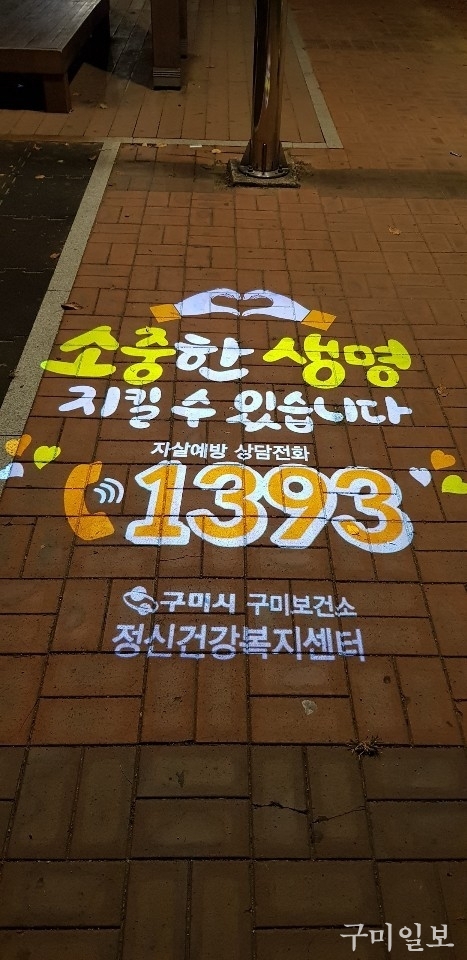 소중한 생명
지킬 수 있습니다
자살예방 상담전화
1393
구미시 구미보건소
정신건강복지센터
구미일보